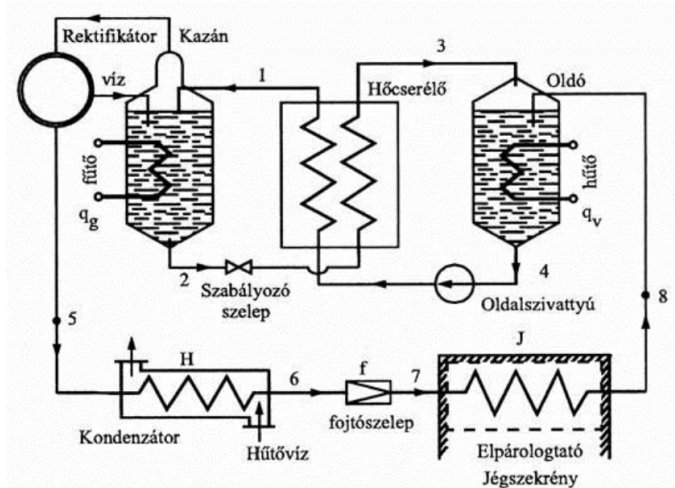 Rektifikátor
Kazán
3
víz
1
Hőcserélő
Oldó
fűtő
hűtő
qg
qv
2
4
Szabályozó
szelep
Oldalszivattyú
8
5
J
H
f
6
7
fojtószelep
Kondenzátor
Hűtővíz
Elpárologtató
Jégszekrény